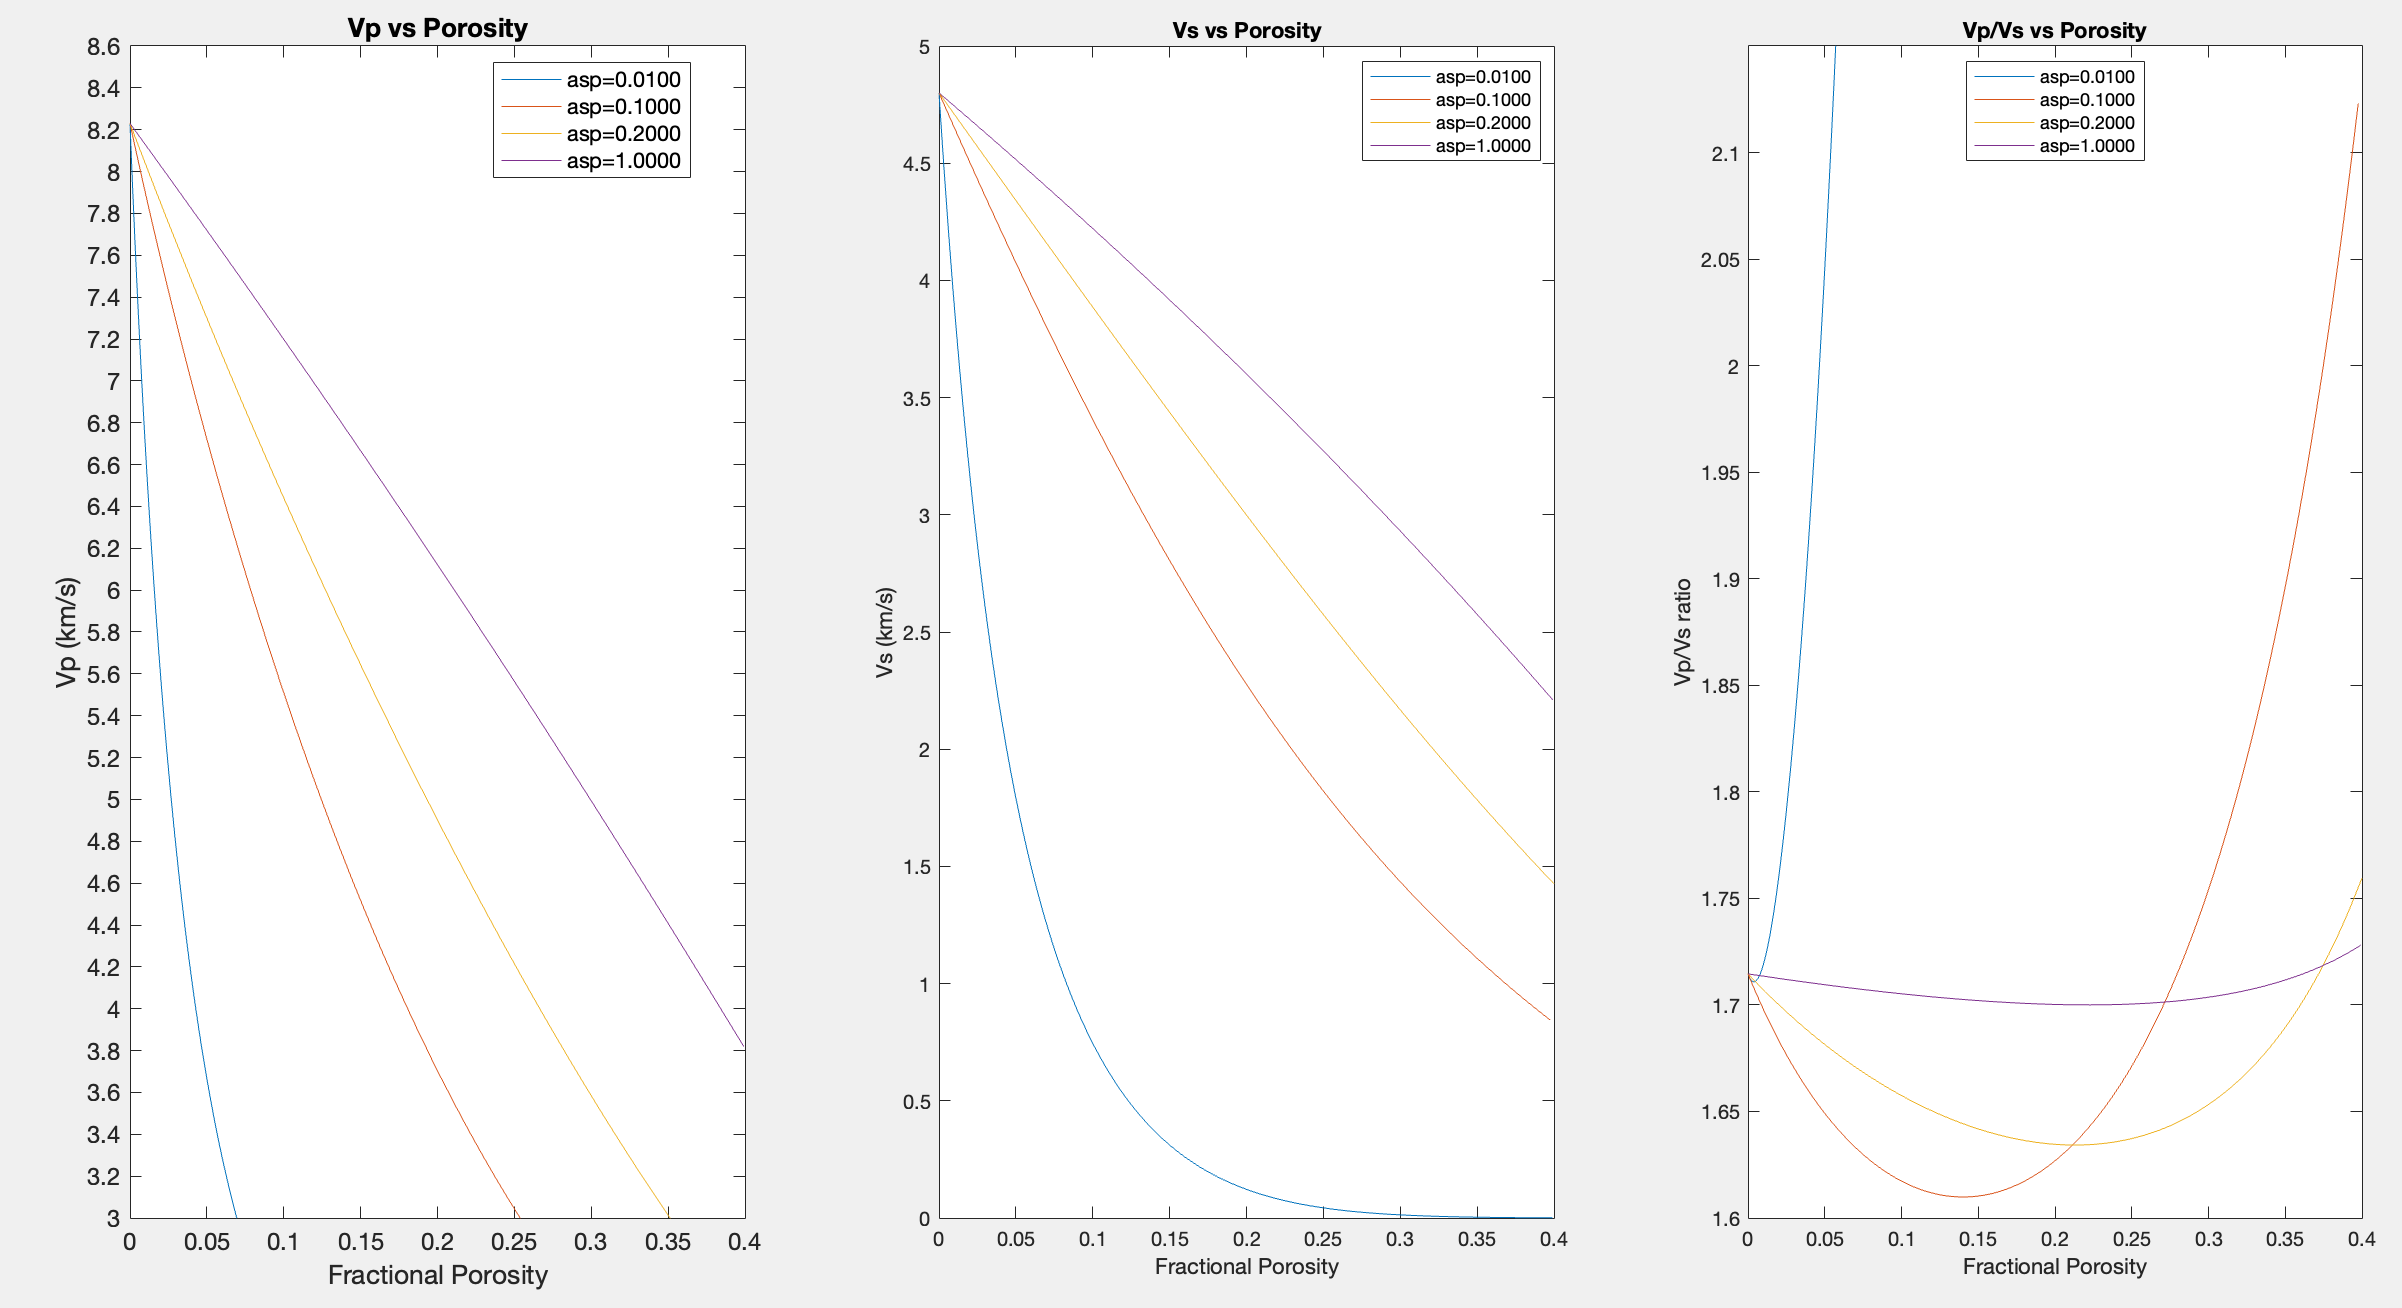 Vp vs Porosity
8.6
8.4
8.2
8
7.8
7.6
7.4
7.2
7
6.8
6.6
6.4
6.2
6
5.8
5.6
5.4
5.2
5
4.8
4.6
4.4
4.2
4
3.8
3.6
3.4
3.2
3
Vp (km/s)
asp=0.0100
asp=0.1000
asp=0.2000
asp=1.0000
0 0.05 0.1 0.15 0.2 0.25 0.3 0.35 0.4
Fractional Porosity
Vs vs Porosity
5
4.5
4
3.5
3
2.5
2
1.5
1
0.5
0
Vs (km/s)
asp=0.0100
asp=0.1000
asp=0.2000
asp=1.0000
0 0.05 0.1 0.15 0.2 0.25 0.3 0.35 0.4
Fractional Porosity
Vp/Vs vs Porosity
2.1
2.05
2
1.95
1.9
1.85
1.8
1.75
1.7
1.65
1.6
Vp/Vs ratio
asp=0.0100
asp=0.1000
asp=0.2000
asp=1.0000
0 0.05 0.1 0.15 0.2 0.25 0.3 0.35 0.4
Fractional Porosity